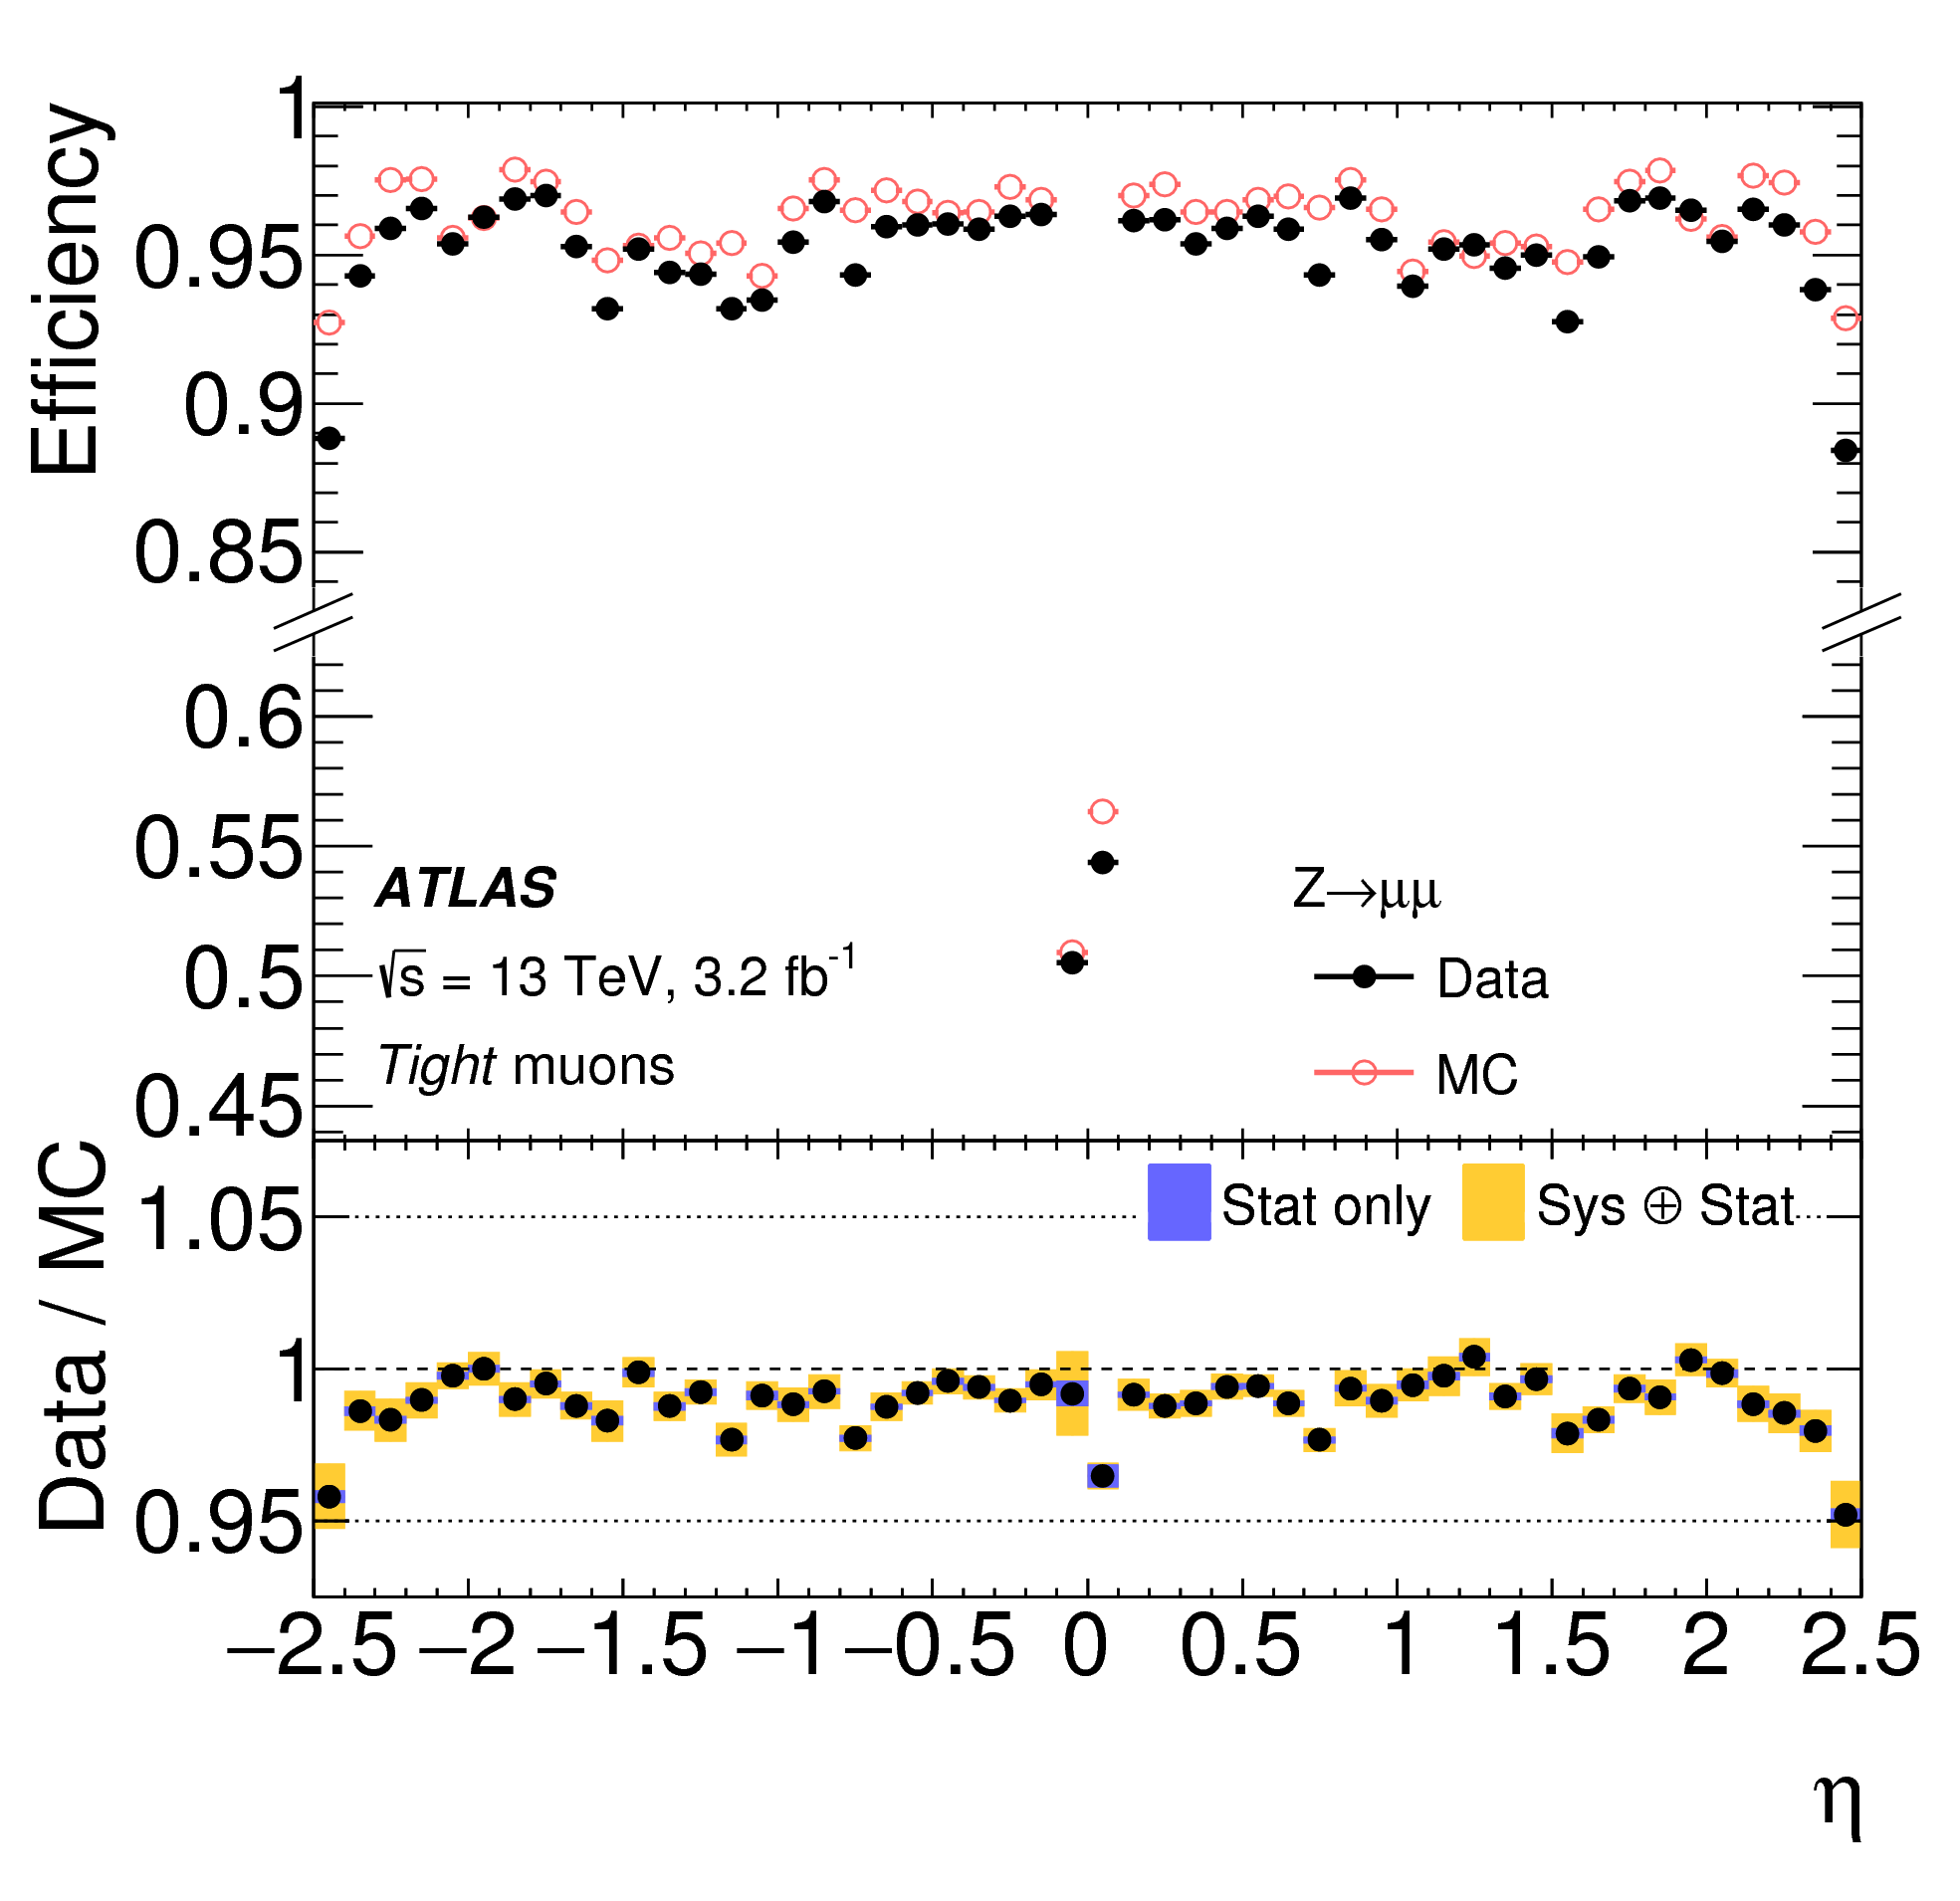 Efficiency
1
0.95
0.9
0.85
0.6
0.55
0.5
0.45
ATLAS
√s = 13 TeV, 3.2 fb⁻¹
Tight muons
Z→μμ
Data
MC
Data / MC
1.05
1
0.95
Stat only
Sys ⊕ Stat
−2.5 −2 −1.5 −1 −0.5 0 0.5 1 1.5 2 2.5
η